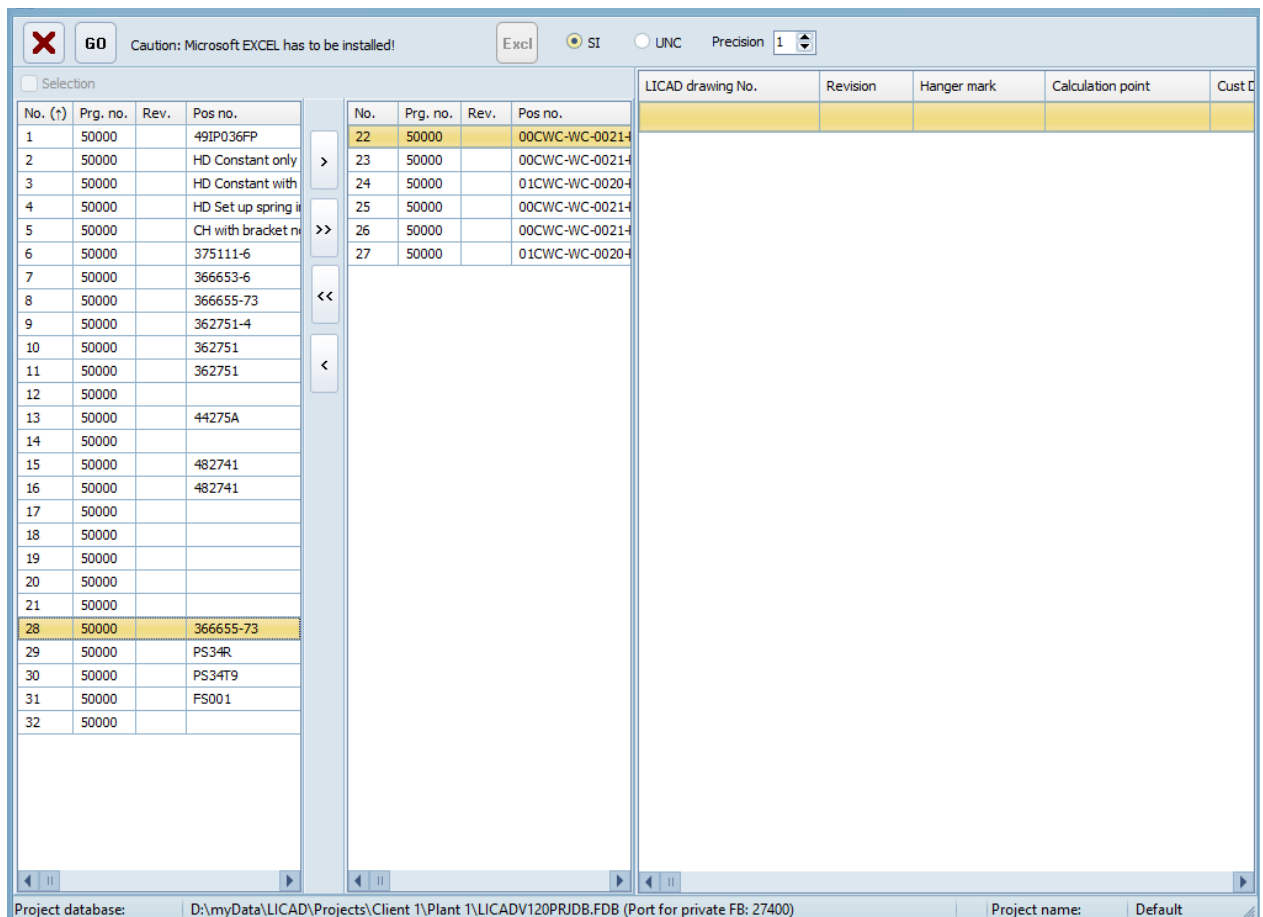 GO Caution: Microsoft EXCEL has to be installed! Excl SI UNC Precision 1
Selection
LICAD drawing No. Revision Hanger mark Calculation point Cust D
No. (↑) Prg. no. Rev. Pos no.
1 50000 49IP036FP
2 50000 HD Constant only
3 50000 HD Constant with
4 50000 HD Set up spring i
5 50000 CH with bracket n
6 50000 375111-6
7 50000 366653-6
8 50000 366655-73
9 50000 362751-4
10 50000 362751
11 50000 362751
12 50000
13 50000 44275A
14 50000
15 50000 482741
16 50000 482741
17 50000
18 50000
19 50000
20 50000
21 50000
28 50000 366655-73
29 50000 PS34R
30 50000 PS34T9
31 50000 FS001
32 50000
>
>>
<<
<
No. Prg. no. Rev. Pos no.
22 50000 00CWC-WC-0021-
23 50000 00CWC-WC-0021-
24 50000 01CWC-WC-0020-
25 50000 00CWC-WC-0021-
26 50000 00CWC-WC-0021-
27 50000 01CWC-WC-0020-
Project database: D:\myData\LICAD\Projects\Client 1\Plant 1\LICADV120PRJDB.FDB (Port for private FB: 27400) Project name: Default